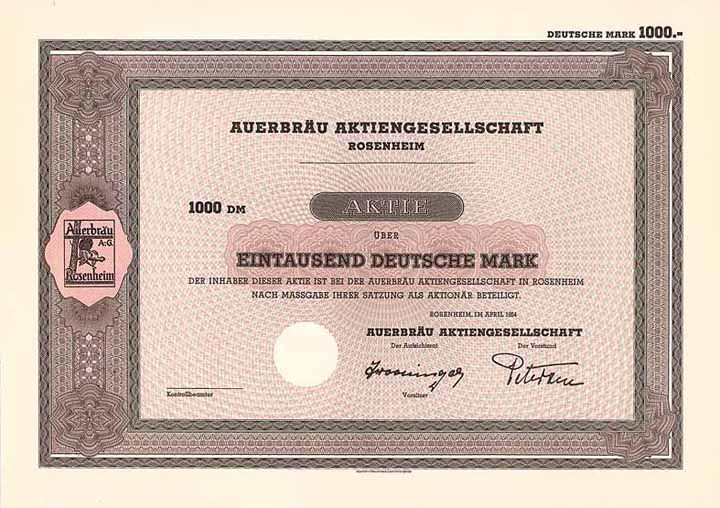 DEUTSCHE MARK 1000.-
AUERBRÄU AKTIENGESELLSCHAFT
ROSENHEIM
1000 DM
AKTIE
ÜBER
EINTAUSEND DEUTSCHE MARK
DER INHABER DIESER AKTIE IST BEI DER AUERBRÄU AKTIENGESELLSCHAFT IN ROSENHEIM
NACH MASSGABE IHRER SATZUNG ALS AKTIONÄR BETEILIGT.
ROSENHEIM, IM APRIL 1954
AUERBRÄU AKTIENGESELLSCHAFT
Der Aufsichtsrat Der Vorstand
Petersen
Kontrollbeamter
Vorsitzer
Auerbräu
A.-G.
Rosenheim